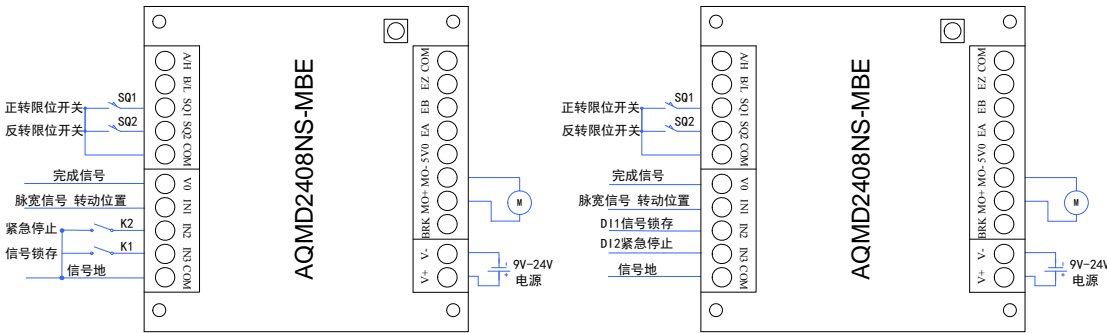 AQMD2408NS-MBE
A/H
B/L
SQ1
SQ2
COM
V0
IN1
IN2
IN3
COM
正转限位开关
SQ1
反转限位开关
SQ2
完成信号
脉宽信号 转动位置
紧急停止
K2
信号锁存
K1
信号地
COM
EZ
EB
EA
5V0
MO-
MO+
BRK
V-
V+
M
9V-24V
电源
AQMD2408NS-MBE
A/H
B/L
SQ1
SQ2
COM
V0
IN1
IN2
IN3
COM
正转限位开关
SQ1
反转限位开关
SQ2
完成信号
脉宽信号 转动位置
DI1信号锁存
DI2紧急停止
信号地
COM
EZ
EB
EA
5V0
MO-
MO+
BRK
V-
V+
M
9V-24V
电源